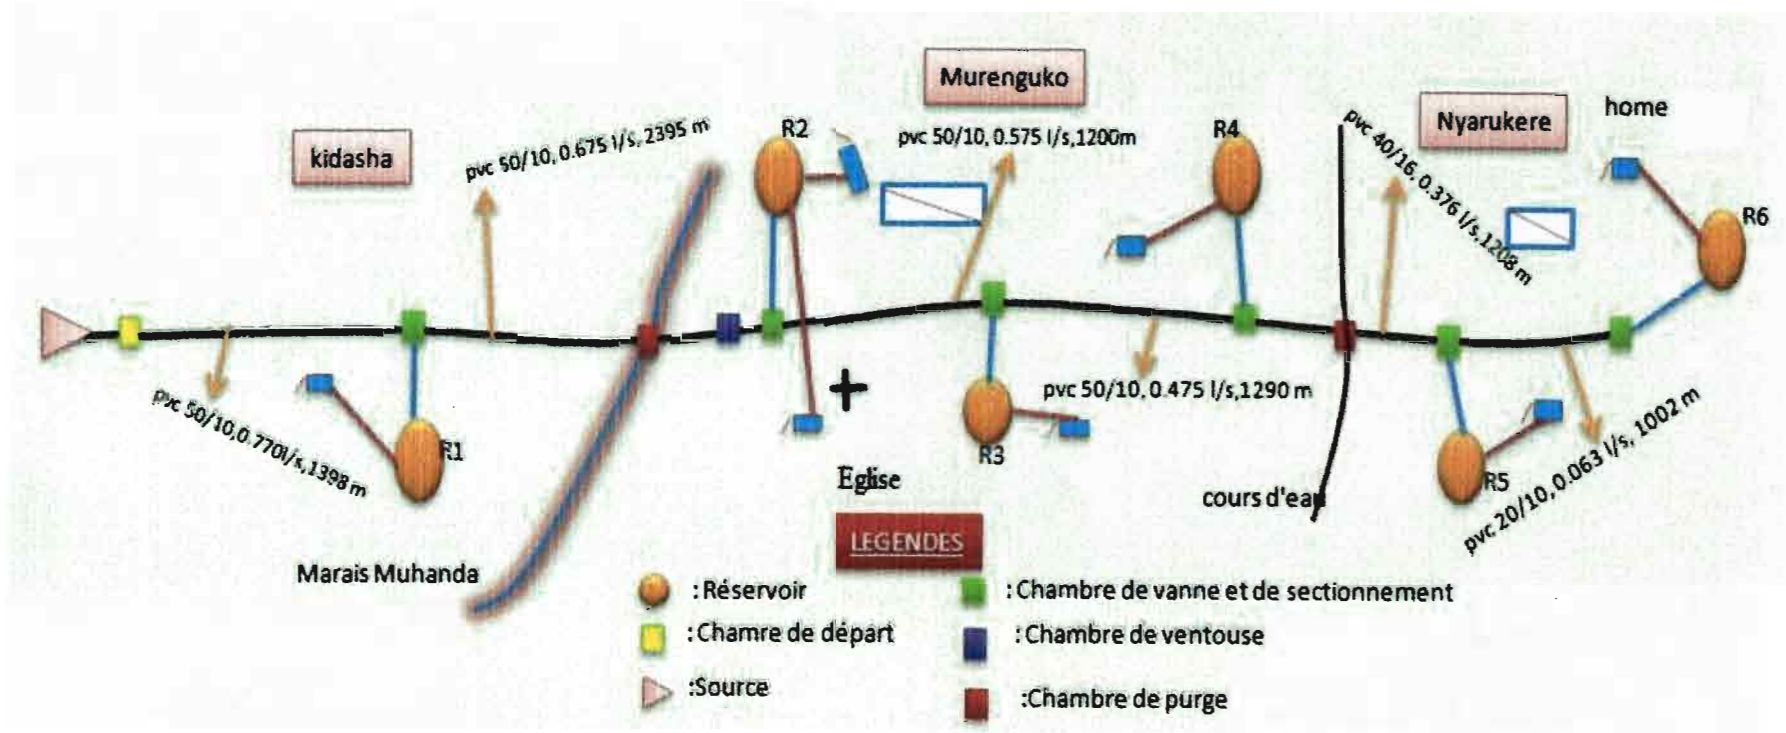 Murenguko
home
Nyarukere
kidasha
pvc 50/10, 0.675 l/s, 2395 m
R2
pvc 50/10, 0.575 l/s,1200m
R4
pvc 40/16, 0.376 l/s,1208 m
R6
pvc 50/10,0.770l/s,1398 m
R1
pvc 50/10, 0.475 l/s,1290 m
R3
Eglise
cours d'eau
R5
pvc 20/10, 0.063 l/s, 1002 m
Marais Muhanda
LEGENDES
:Réservoir
:Chambre de vanne et de sectionnement
:Chamre de départ
:Chambre de ventouse
:Source
:Chambre de purge